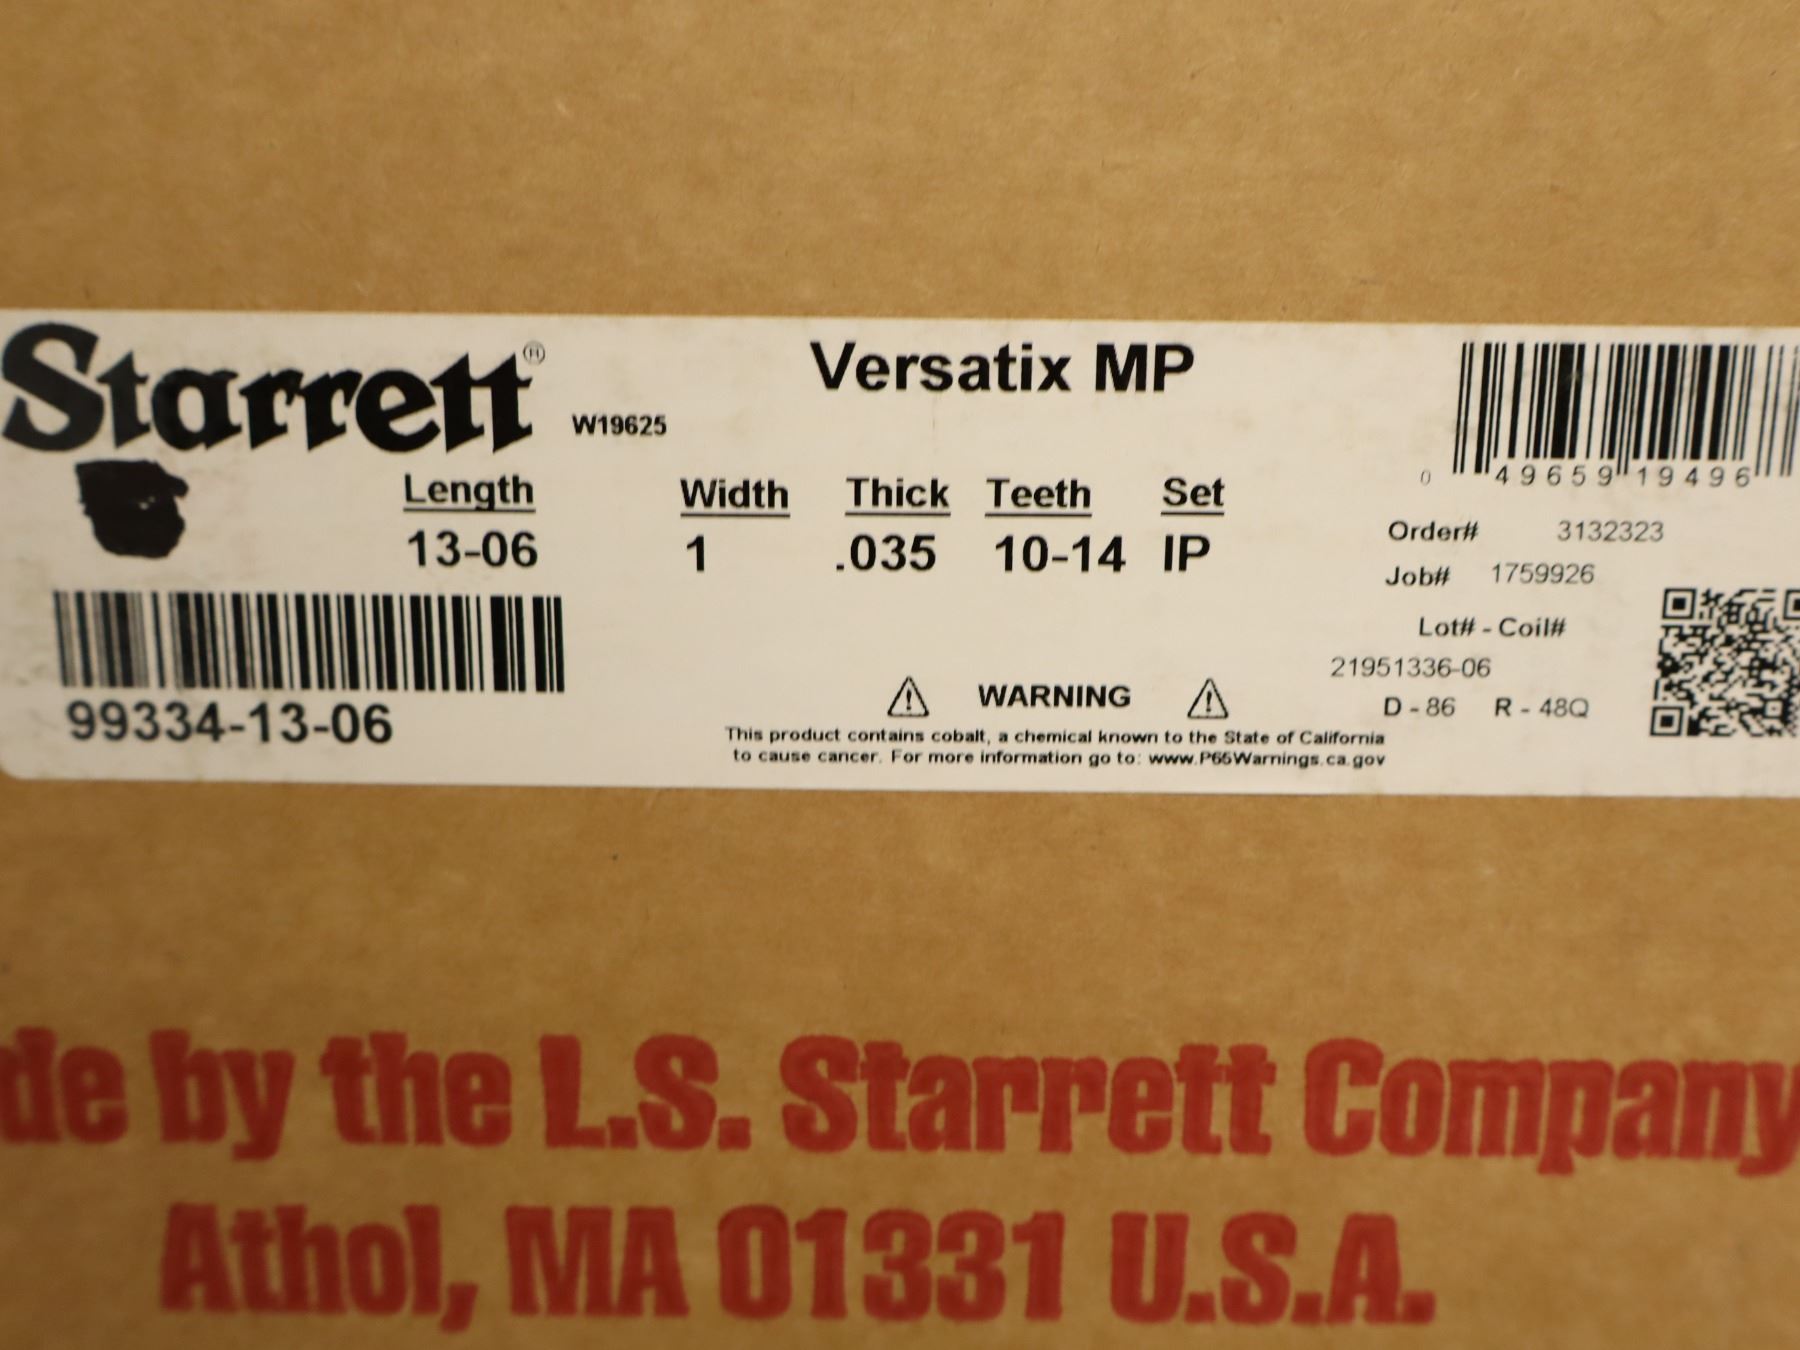 Starrett®
W19625
Versatix MP
Length Width Thick Teeth Set
13-06 1 .035 10-14 IP
99334-13-06
WARNING
This product contains cobalt, a chemical known to the State of California
to cause cancer. For more information go to: www.P65Warnings.ca.gov
0 49659 19496
Order# 3132323
Job# 1759926
Lot# - Coil#
21951336-06
D - 86 R - 48Q
de by the L.S. Starrett Company
Athol, MA 01331 U.S.A.